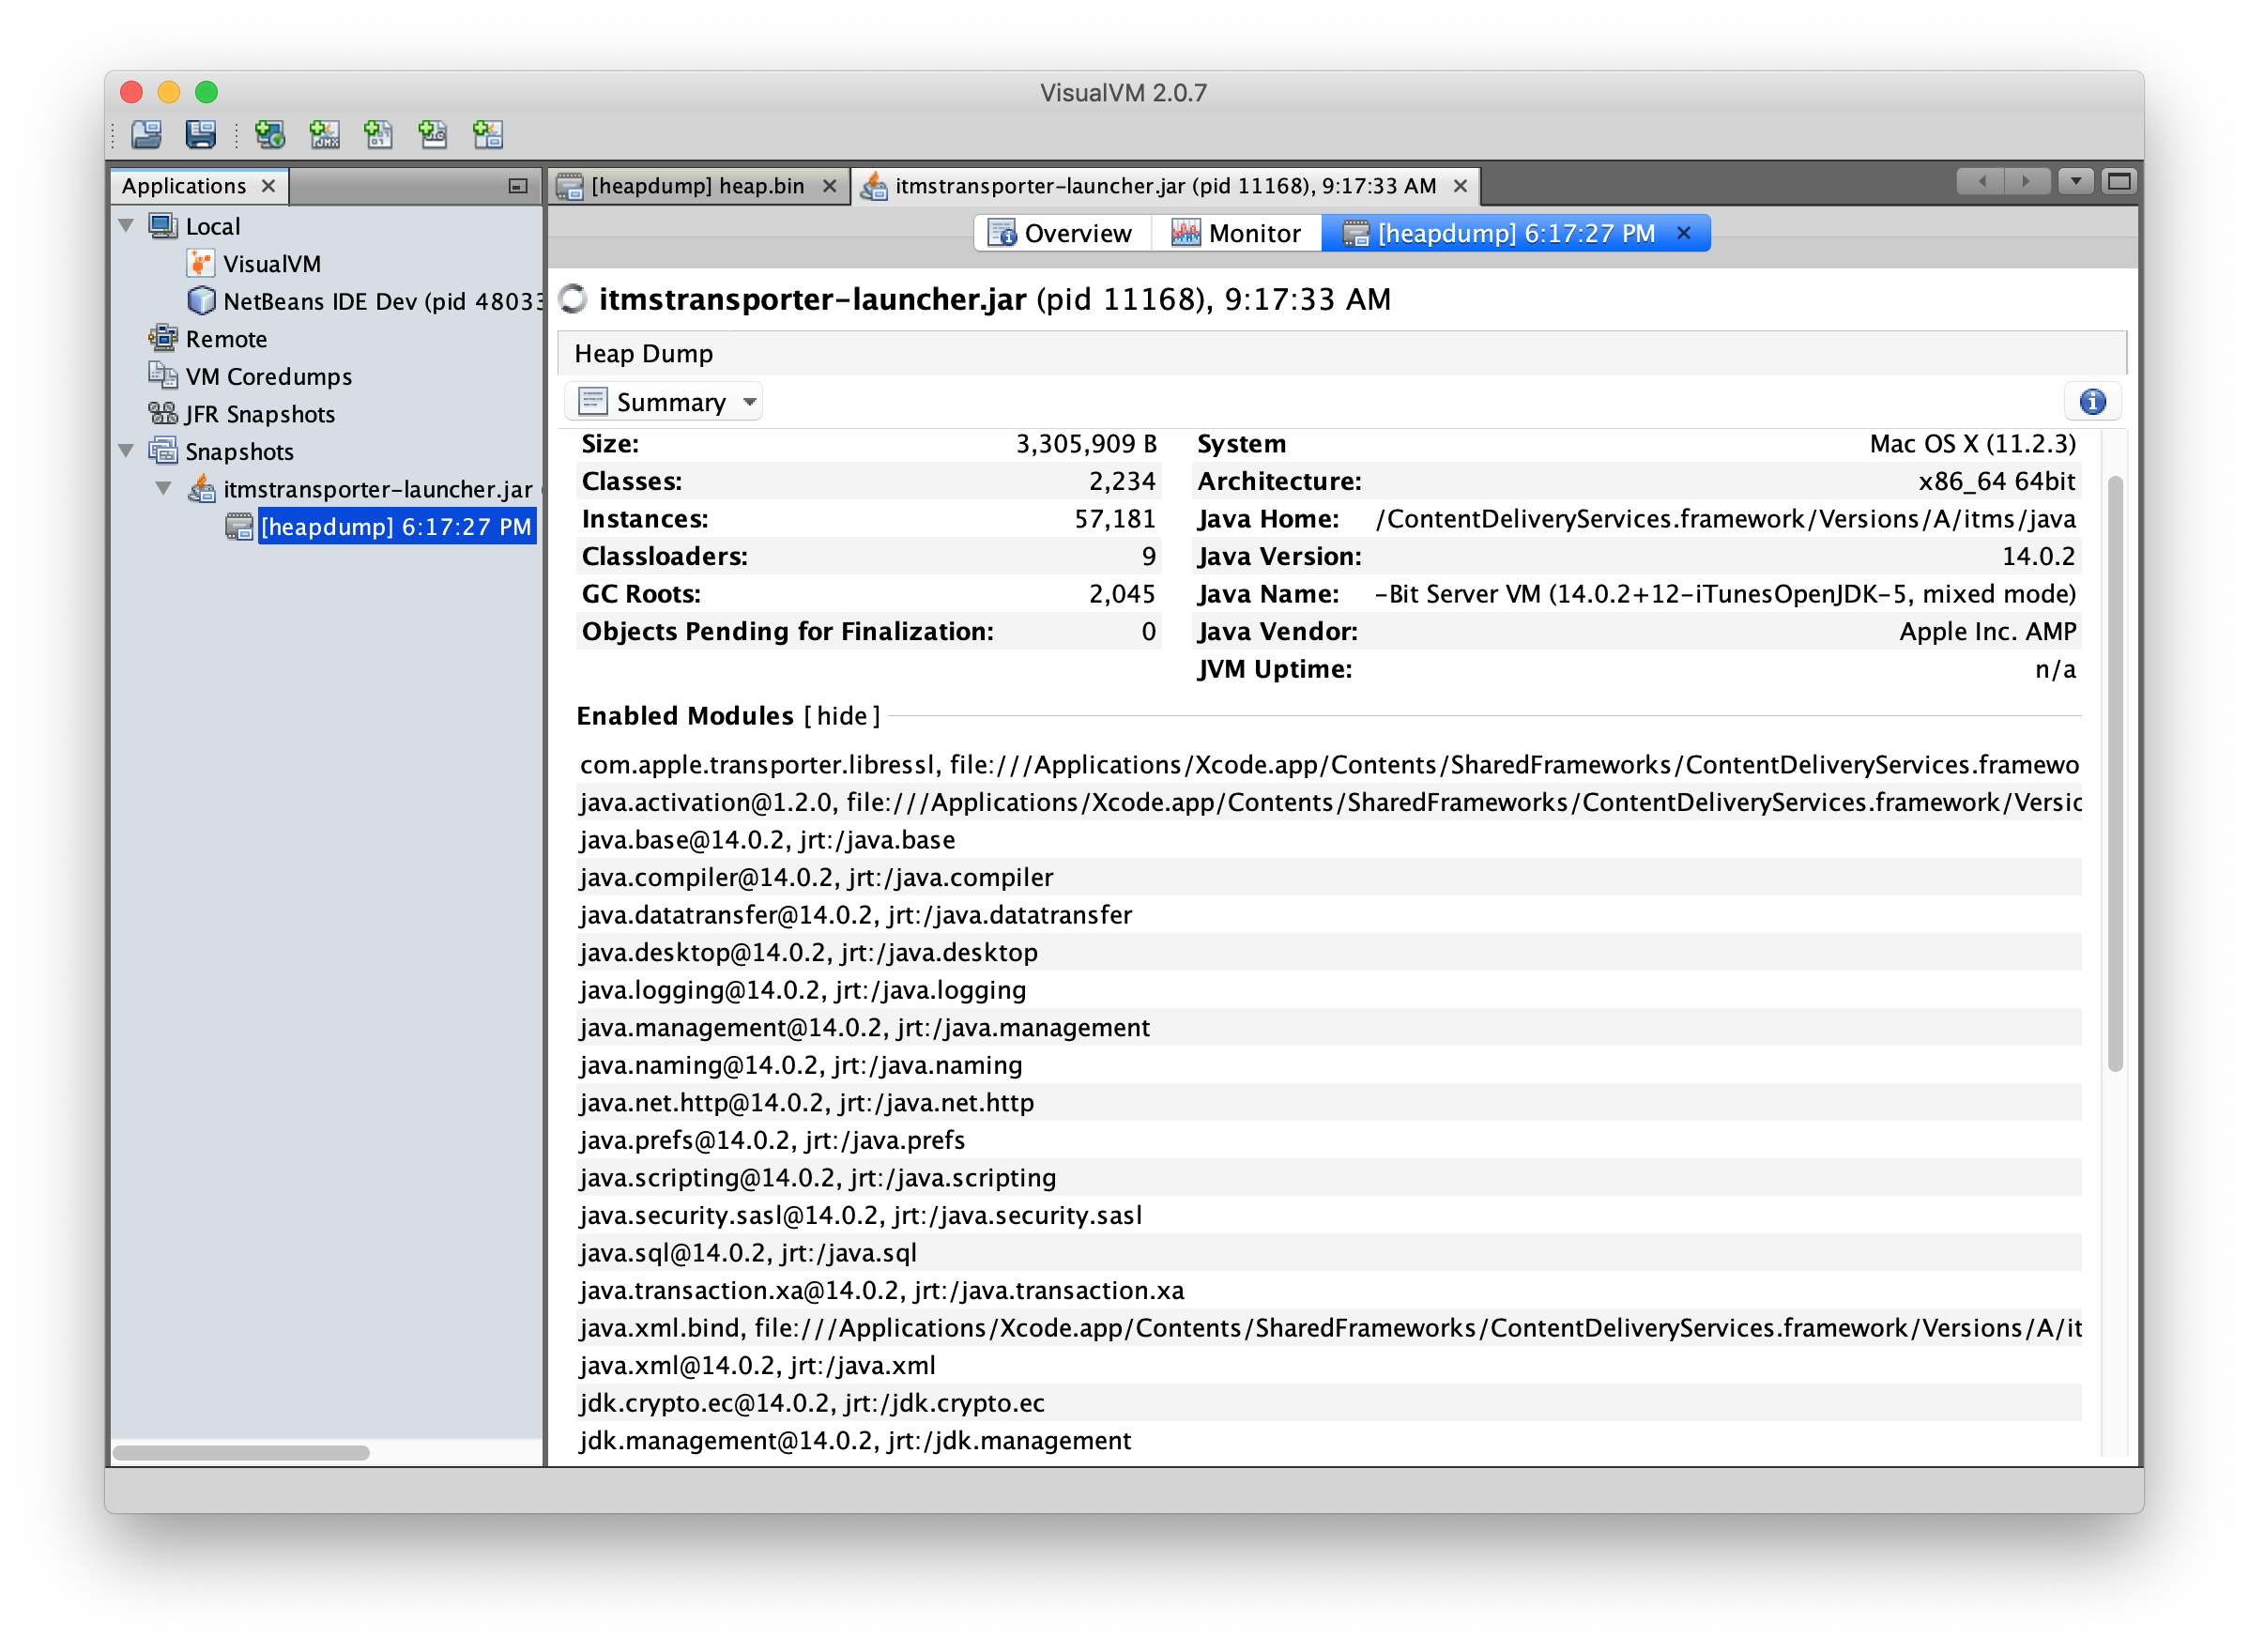 VisualVM 2.0.7
Applications
[heapdump] heap.bin
itmstransporter-launcher.jar (pid 11168), 9:17:33 AM
Local
VisualVM
NetBeans IDE Dev (pid 48033
Remote
VM Coredumps
JFR Snapshots
Snapshots
itmstransporter-launcher.jar
[heapdump] 6:17:27 PM
Overview
Monitor
[heapdump] 6:17:27 PM
itmstransporter-launcher.jar (pid 11168), 9:17:33 AM
Heap Dump
Summary
Size: 3,305,909 B
Classes: 2,234
Instances: 57,181
Classloaders: 9
GC Roots: 2,045
Objects Pending for Finalization: 0
System Mac OS X (11.2.3)
Architecture: x86_64 64bit
Java Home: /ContentDeliveryServices.framework/Versions/A/itms/java
Java Version: 14.0.2
Java Name: -Bit Server VM (14.0.2+12-iTunesOpenJDK-5, mixed mode)
Java Vendor: Apple Inc. AMP
JVM Uptime: n/a
Enabled Modules [hide]
com.apple.transporter.libressl, file:///Applications/Xcode.app/Contents/SharedFrameworks/ContentDeliveryServices.framewo
java.activation@1.2.0, file:///Applications/Xcode.app/Contents/SharedFrameworks/ContentDeliveryServices.framework/Versio
java.base@14.0.2, jrt:/java.base
java.compiler@14.0.2, jrt:/java.compiler
java.datatransfer@14.0.2, jrt:/java.datatransfer
java.desktop@14.0.2, jrt:/java.desktop
java.logging@14.0.2, jrt:/java.logging
java.management@14.0.2, jrt:/java.management
java.naming@14.0.2, jrt:/java.naming
java.net.http@14.0.2, jrt:/java.net.http
java.prefs@14.0.2, jrt:/java.prefs
java.scripting@14.0.2, jrt:/java.scripting
java.security.sasl@14.0.2, jrt:/java.security.sasl
java.sql@14.0.2, jrt:/java.sql
java.transaction.xa@14.0.2, jrt:/java.transaction.xa
java.xml.bind, file:///Applications/Xcode.app/Contents/SharedFrameworks/ContentDeliveryServices.framework/Versions/A/it
java.xml@14.0.2, jrt:/java.xml
jdk.crypto.ec@14.0.2, jrt:/jdk.crypto.ec
jdk.management@14.0.2, jrt:/jdk.management